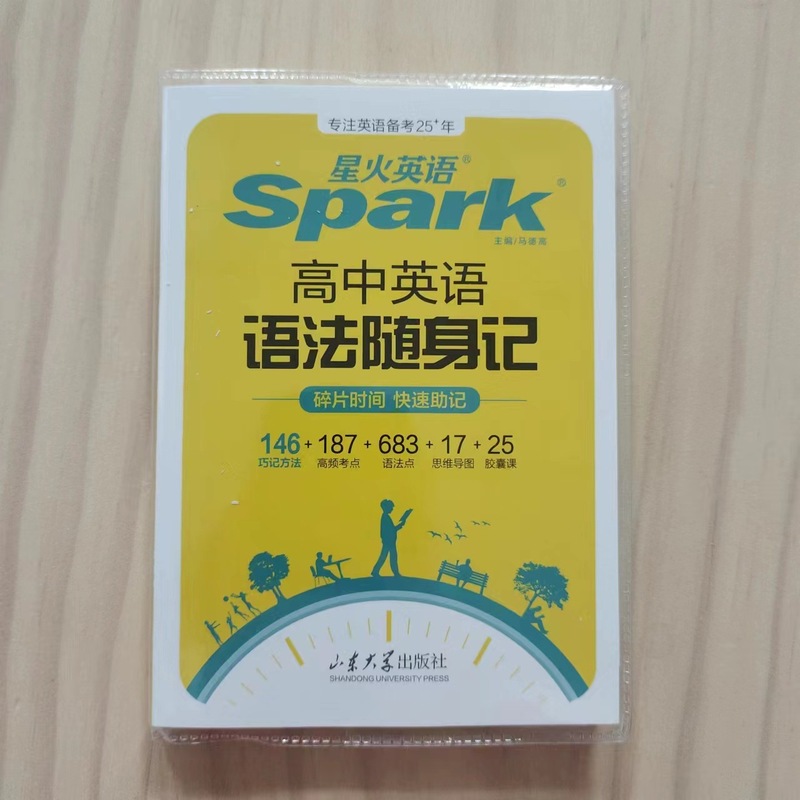 专注英语备考25+年
星火英语®
Spark®
主编/马德高
高中英语
语法随身记
碎片时间 快速助记
146+187+683+17+25
巧记方法 高频考点 语法点 思维导图 胶囊课
山东大学出版社
SHANDONG UNIVERSITY PRESS